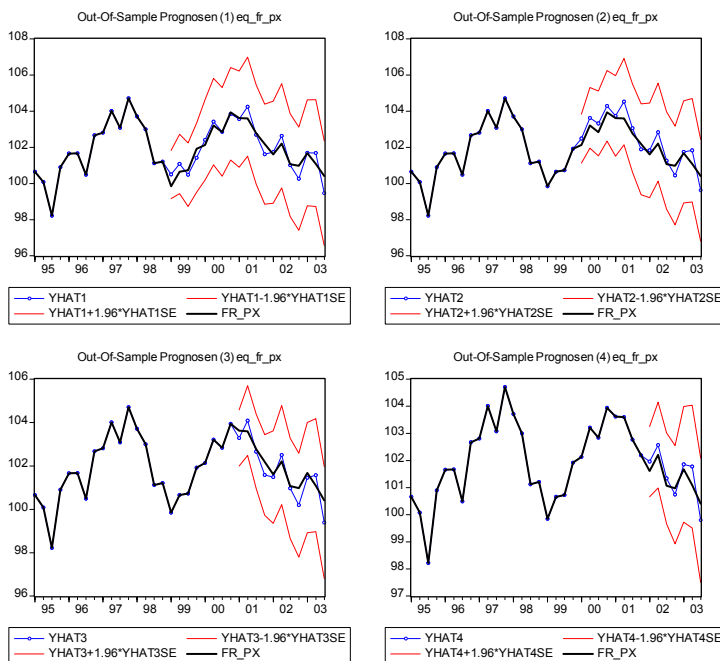 Out-Of-Sample Prognosen (1) eq_fr_px
108
106
104
102
100
98
96
95 96 97 98 99 00 01 02 03
YHAT1 YHAT1-1.96*YHAT1SE
YHAT1+1.96*YHAT1SE FR_PX
Out-Of-Sample Prognosen (2) eq_fr_px
108
106
104
102
100
98
96
95 96 97 98 99 00 01 02 03
YHAT2 YHAT2-1.96*YHAT2SE
YHAT2+1.96*YHAT2SE FR_PX
Out-Of-Sample Prognosen (3) eq_fr_px
106
104
102
100
98
96
95 96 97 98 99 00 01 02 03
YHAT3 YHAT3-1.96*YHAT3SE
YHAT3+1.96*YHAT3SE FR_PX
Out-Of-Sample Prognosen (4) eq_fr_px
105
104
103
102
101
100
99
98
97
95 96 97 98 99 00 01 02 03
YHAT4 YHAT4-1.96*YHAT4SE
YHAT4+1.96*YHAT4SE FR_PX